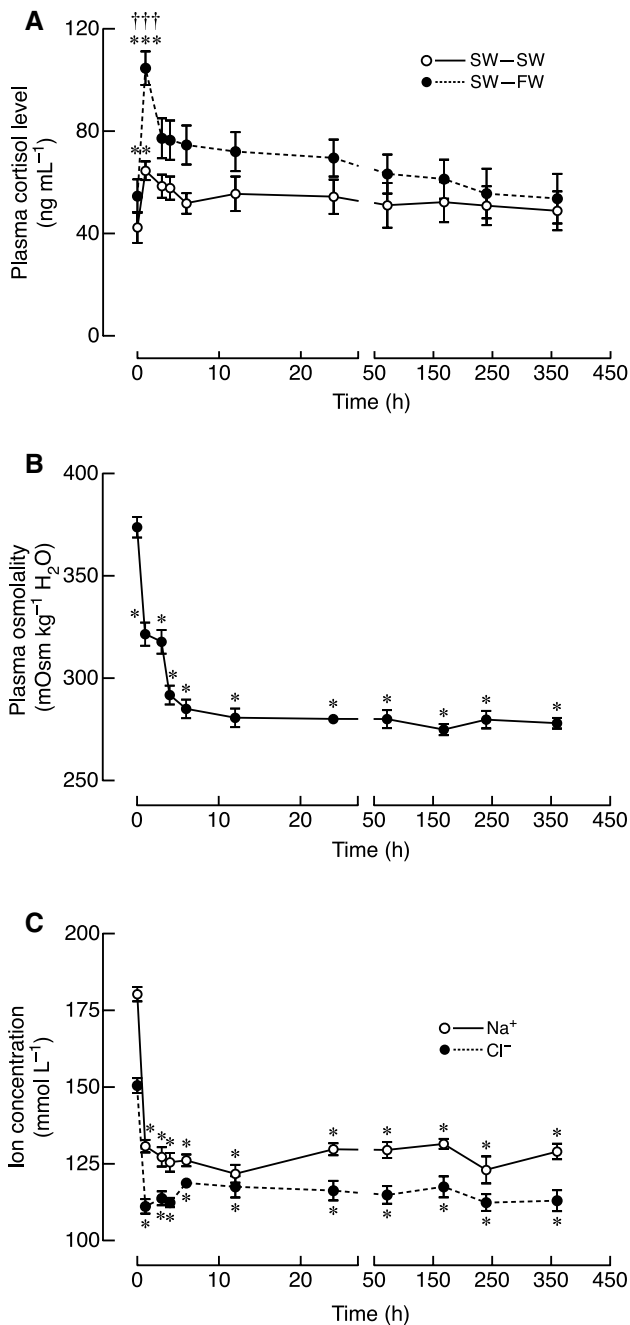 A
†††
***
SW—SW
SW—FW
**
Plasma cortisol level
(ng mL⁻¹)
120
80
40
0
0 10 20 50 150 250 350 450
Time (h)
B
Plasma osmolality
(mOsm kg⁻¹ H₂O)
400
350
300
250
* * * * * * * * * *
0 10 20 50 150 250 350 450
Time (h)
C
Ion concentration
(mmol L⁻¹)
200
175
150
125
100
Na⁺
Cl⁻
* * * * * * * * * *
* * * * * * * * * *
0 10 20 50 150 250 350 450
Time (h)